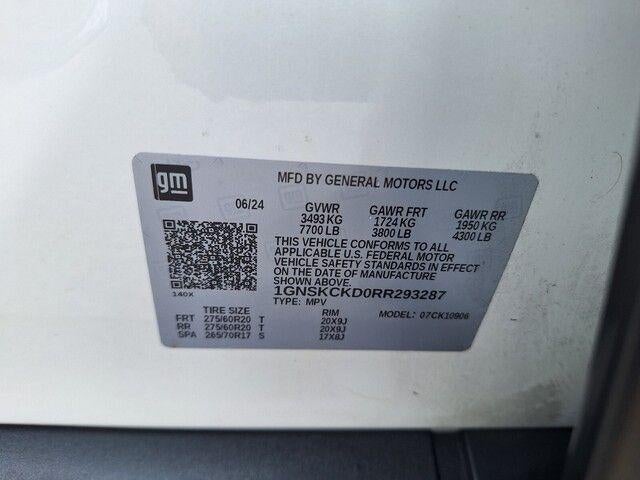 gm
MFD BY GENERAL MOTORS LLC
06/24 GVWR GAWR FRT GAWR RR
3493 KG 1724 KG 1950 KG
7700 LB 3800 LB 4300 LB
THIS VEHICLE CONFORMS TO ALL
APPLICABLE U.S. FEDERAL MOTOR
VEHICLE SAFETY STANDARDS IN EFFECT
ON THE DATE OF MANUFACTURE
SHOWN ABOVE.
140X 1GNSKCKD0RR293287
TYPE: MPV MODEL: 07CK10906
TIRE SIZE RIM
FRT 275/60R20 T 20X9J
RR 275/60R20 T 20X9J
SPA 265/70R17 S 17X8J